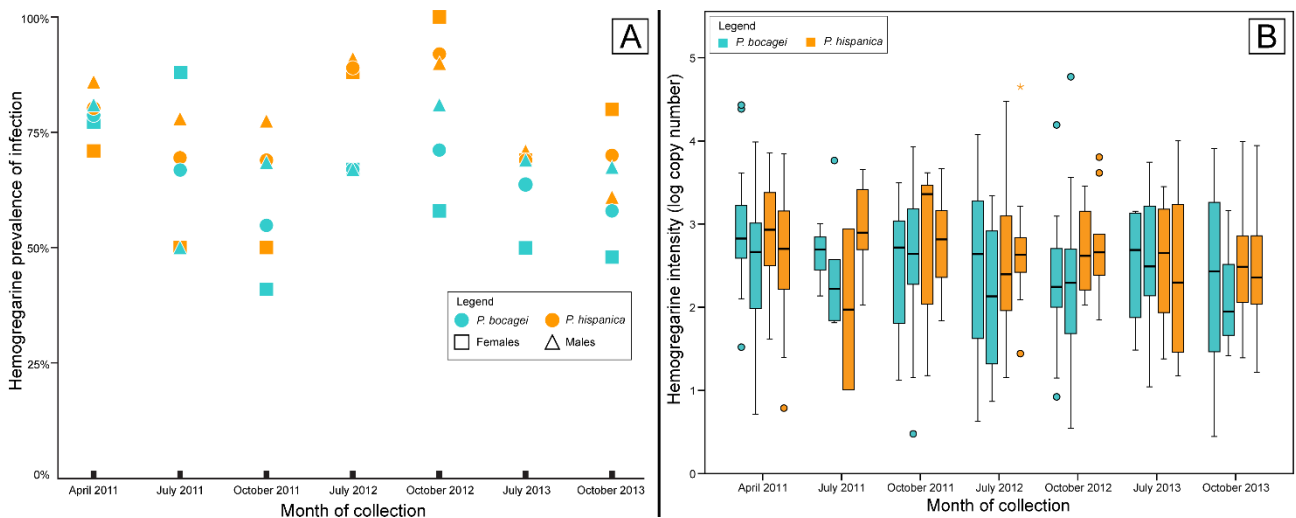 A
100%
75%
50%
25%
0%
Hemogregarine prevalence of infection
Legend
P. bocagei P. hispanica
Females Males
April 2011 July 2011 October 2011 July 2012 October 2012 July 2013 October 2013
Month of collection
Legend
P. bocagei P. hispanica
B
5
4
3
2
1
0
Hemogregarine intensity (log copy number)
*
April 2011 July 2011 October 2011 July 2012 October 2012 July 2013 October 2013
Month of collection